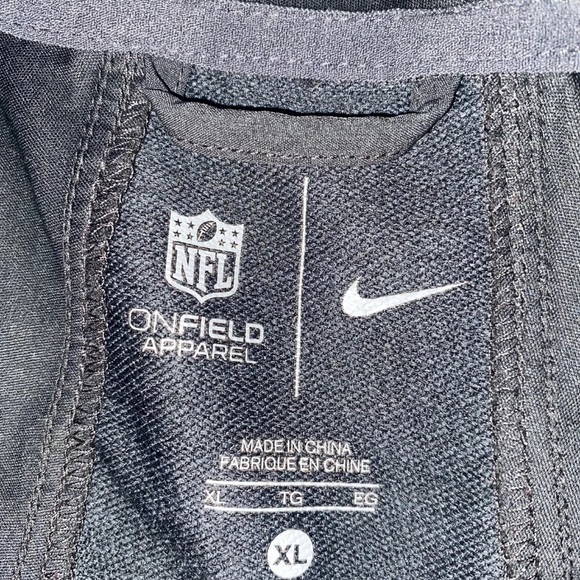 NFL
ONFIELD
APPAREL
MADE IN CHINA
FABRIQUE EN CHINE
XL TG EG
XL